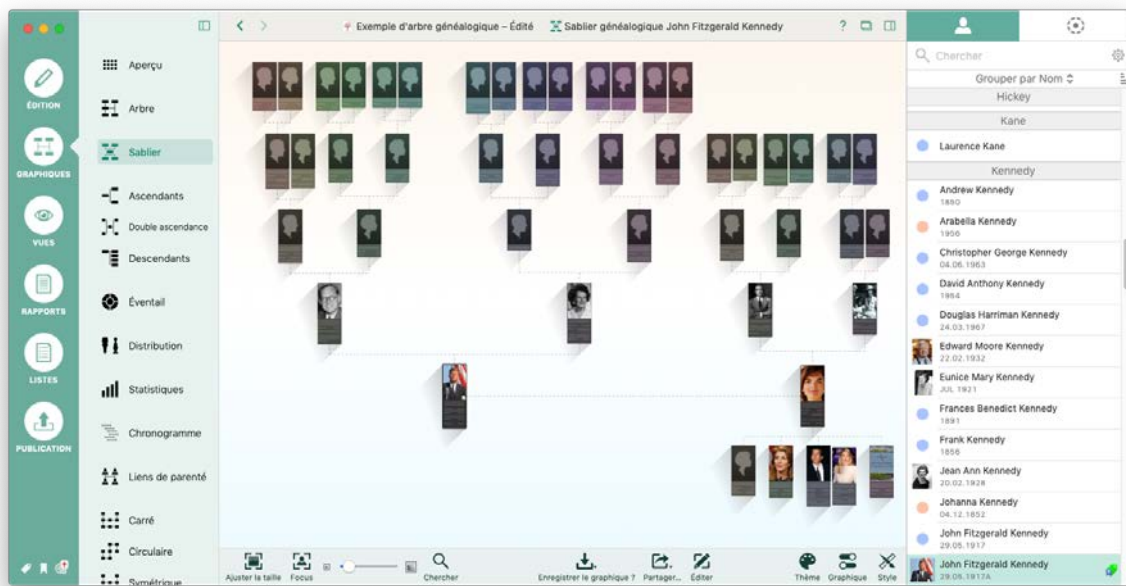 Exemple d'arbre généalogique – Édité
Sablier généalogique John Fitzgerald Kennedy
?
ÉDITION
GRAPHIQUES
VUES
RAPPORTS
LISTES
PUBLICATION
Aperçu
Arbre
Sablier
Ascendants
Double ascendance
Descendants
Éventail
Distribution
Statistiques
Chronogramme
Liens de parenté
Carré
Circulaire
Symétrique
Ajuster la taille
Focus
Chercher
Enregistrer le graphique ?
Partager...
Éditer
Thème
Graphique
Style
Chercher
Grouper par Nom
Hickey
Kane
Laurence Kane
Kennedy
Andrew Kennedy
1880
Arabella Kennedy
1956
Christopher George Kennedy
04.06.1963
David Anthony Kennedy
1984
Douglas Harriman Kennedy
24.03.1967
Edward Moore Kennedy
22.02.1932
Eunice Mary Kennedy
JUL 1921
Frances Benedict Kennedy
1891
Frank Kennedy
1856
Jean Ann Kennedy
20.02.1928
Johanna Kennedy
04.12.1852
John Fitzgerald Kennedy
29.05.1917
John Fitzgerald Kennedy
29.05.1917A